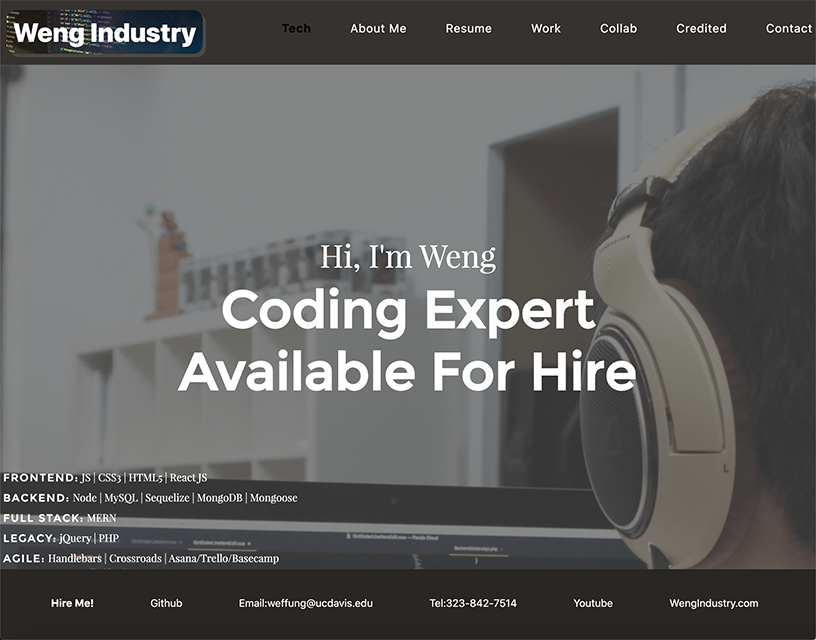 Weng Industry
Tech About Me Resume Work Collab Credited Contact
Hi, I'm Weng
Coding Expert
Available For Hire
FRONTEND: JS | CSS3 | HTML5 | React JS
BACKEND: Node | MySQL | Sequelize | MongoDB | Mongoose
FULL STACK: MERN
LEGACY: jQuery | PHP
AGILE: Handlebars | Crossroads | Asana/Trello/Basecamp
Hire Me! Github Email:weffung@ucdavis.edu Tel:323-842-7514 Youtube WengIndustry.com